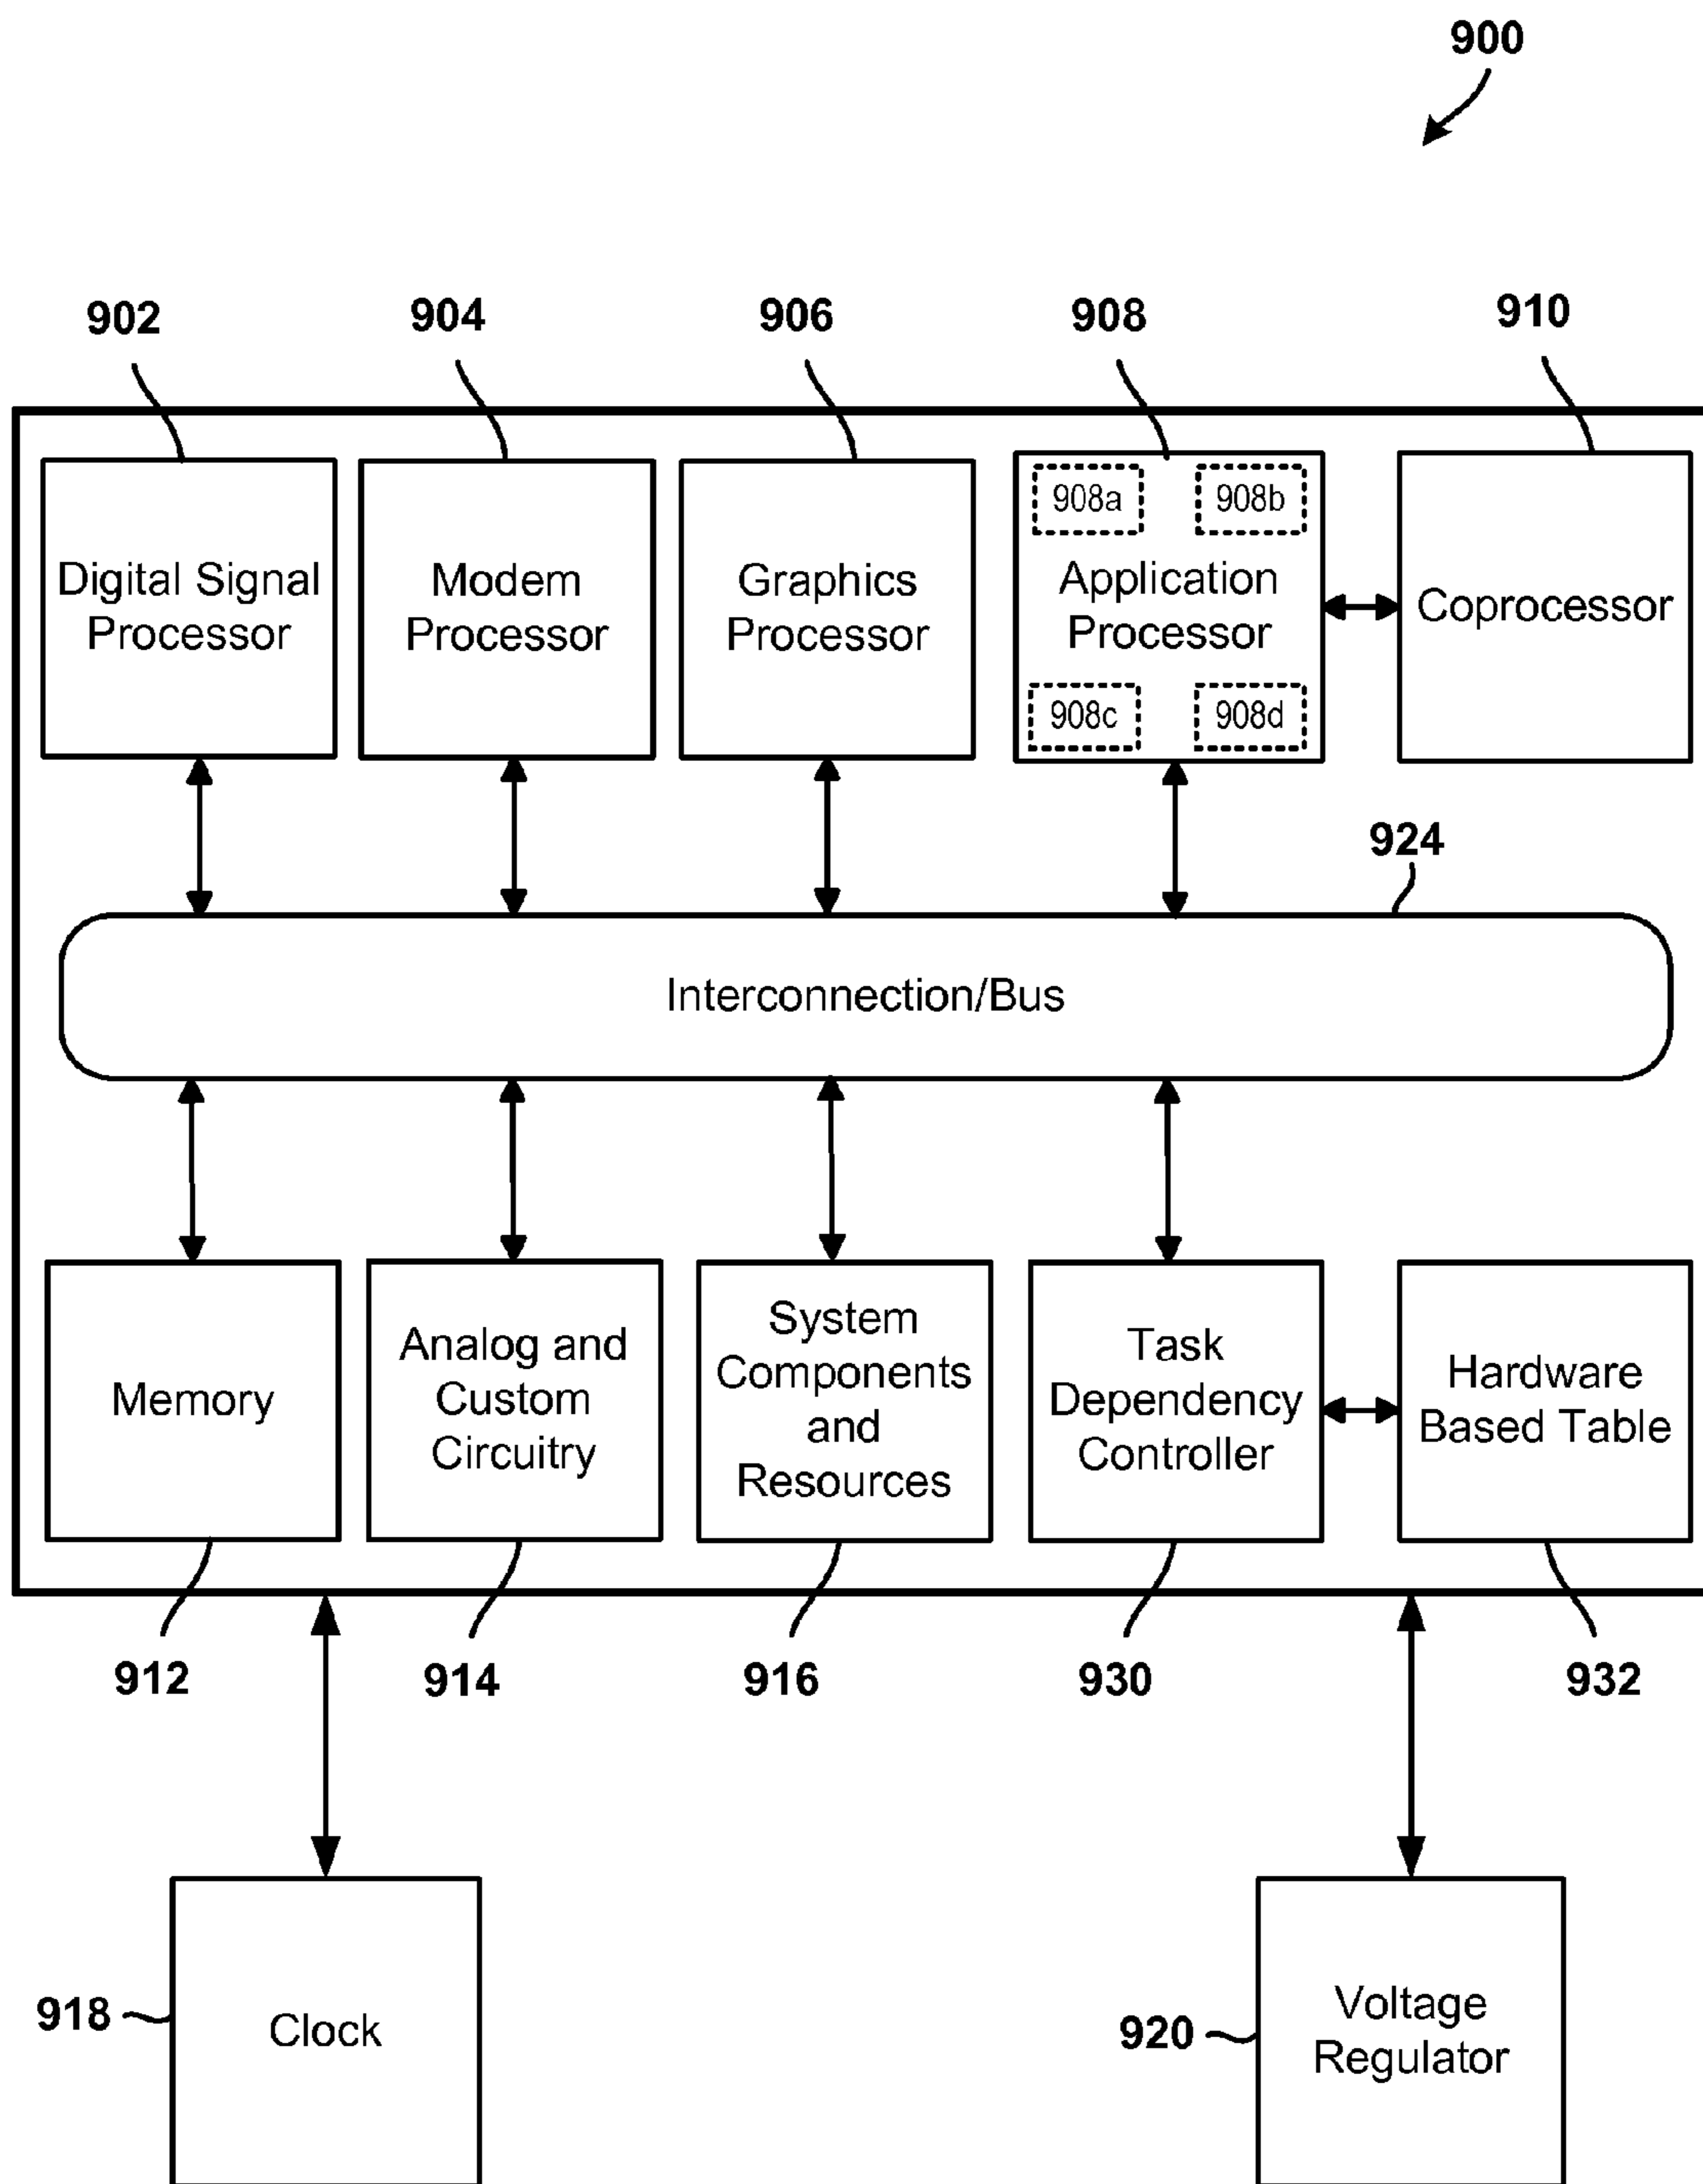 900
902
904
906
908
910
908a
908b
Digital Signal
Processor
Modem
Processor
Graphics
Processor
Application
Processor
Coprocessor
908c
908d
924
Interconnection/Bus
Memory
Analog and
Custom
Circuitry
System
Components
and
Resources
Task
Dependency
Controller
Hardware
Based Table
912
914
916
930
932
918
Clock
920
Voltage
Regulator